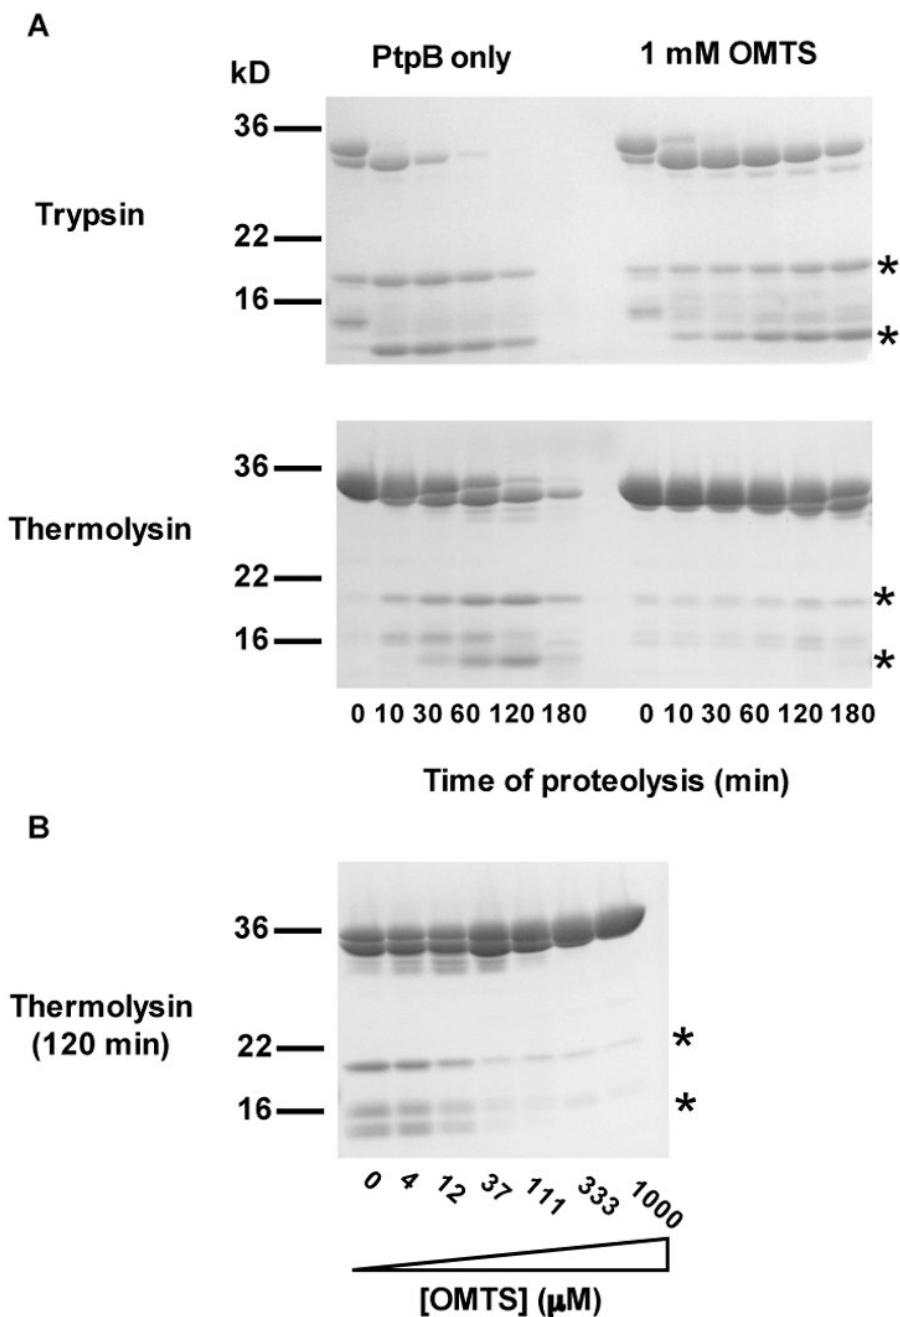 A
PtpB only
1 mM OMTS
kD
36
Trypsin
22
16
*
*
36
Thermolysin
22
16
*
*
0 10 30 60 120 180
0 10 30 60 120 180
Time of proteolysis (min)
B
36
Thermolysin
(120 min)
22
16
*
*
0 4 12 37 111 333 1000
[OMTS] (μM)